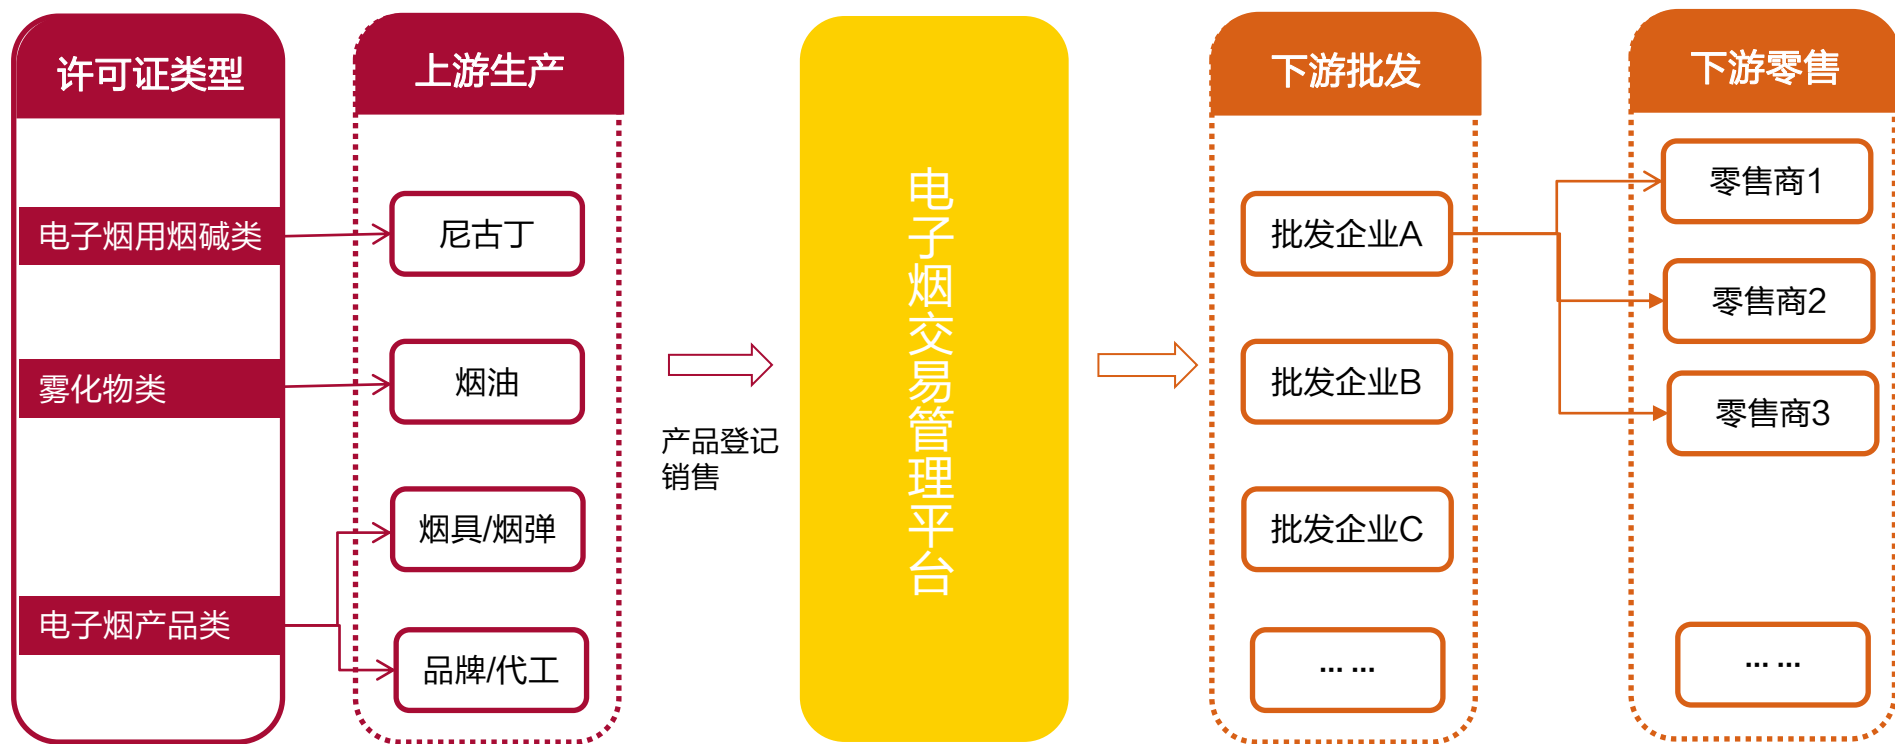 许可证类型
电子烟用烟碱类
雾化物类
电子烟产品类
上游生产
尼古丁
烟油
烟具/烟弹
品牌/代工
产品登记
销售
电子烟交易管理平台
下游批发
批发企业A
批发企业B
批发企业C
... ...
下游零售
零售商1
零售商2
零售商3
... ...